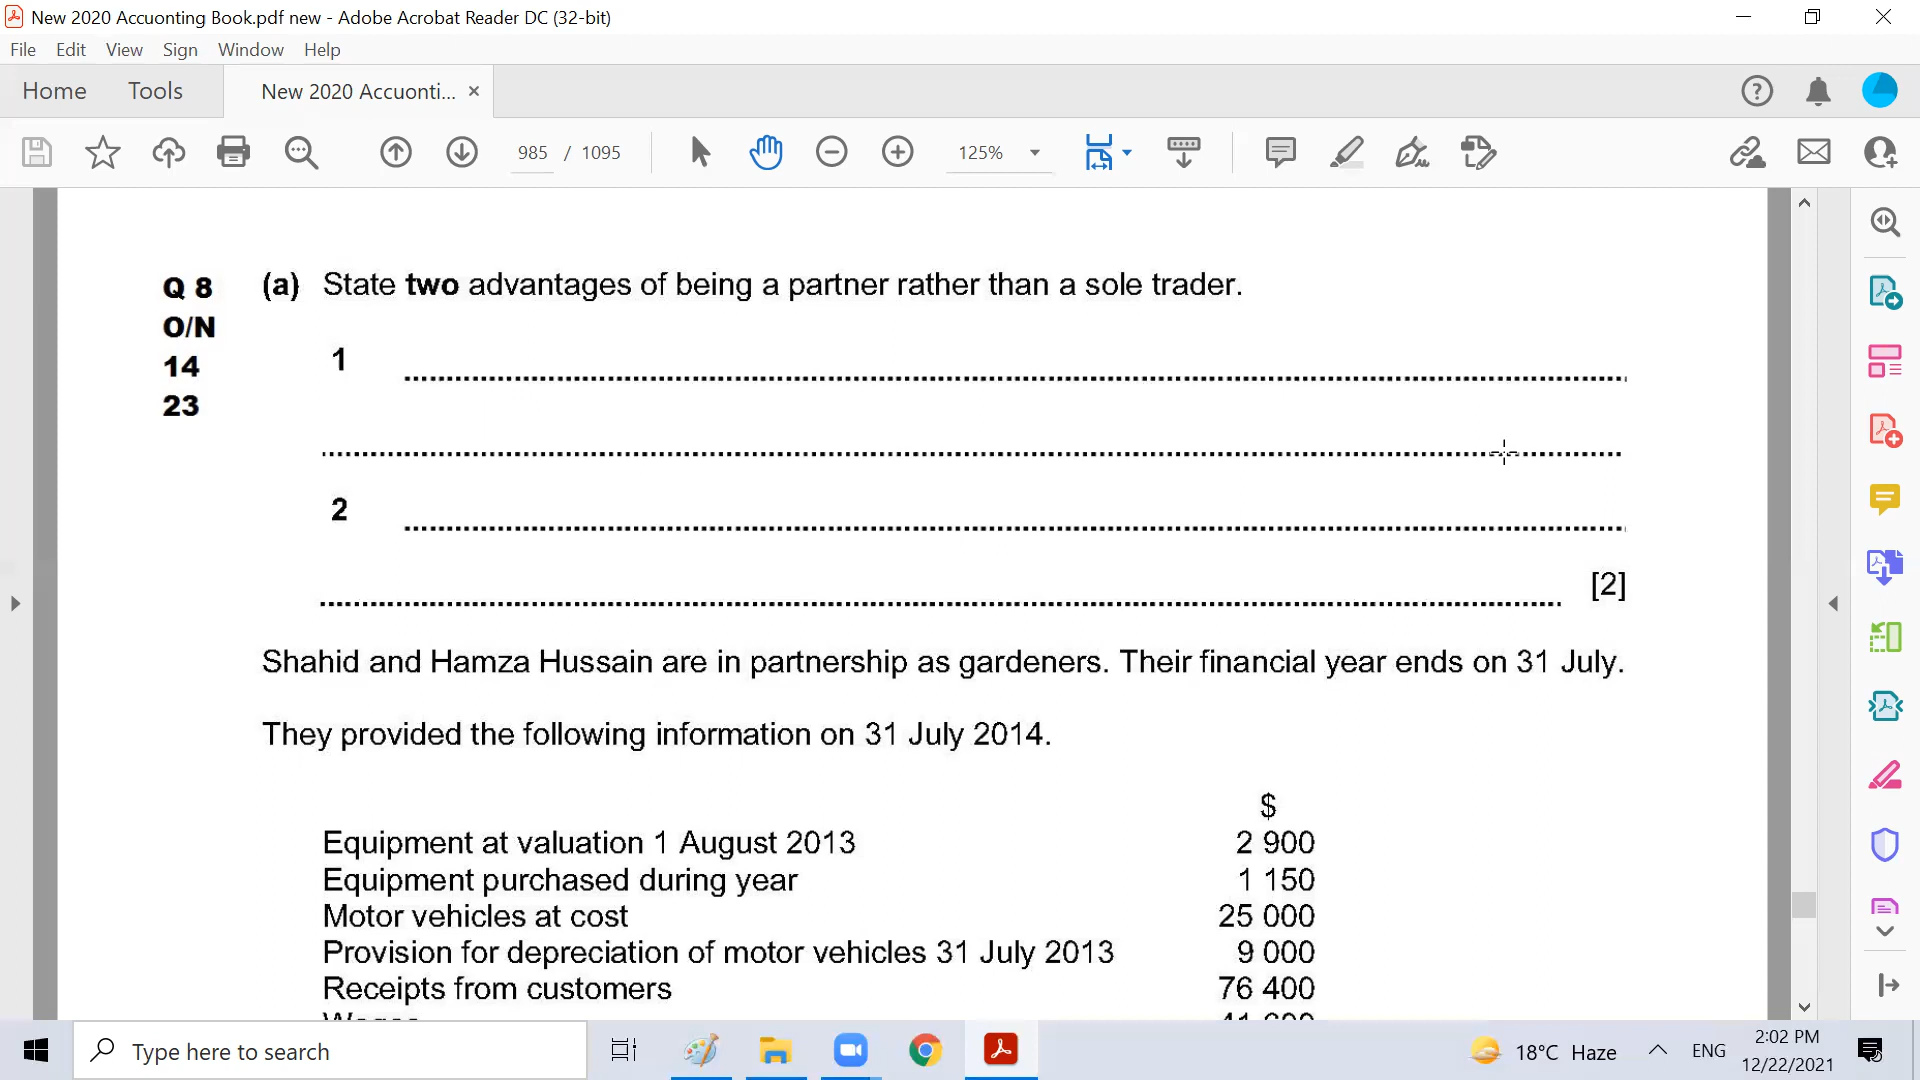 New 2020 Accuonting Book.pdf new - Adobe Acrobat Reader DC (32-bit)
File Edit View Sign Window Help
Home Tools New 2020 Accuonti... ×
985 / 1095 125%
Q 8 (a) State two advantages of being a partner rather than a sole trader.
O/N
14 1
23
2
[2]
Shahid and Hamza Hussain are in partnership as gardeners. Their financial year ends on 31 July.
They provided the following information on 31 July 2014.
$
Equipment at valuation 1 August 2013 2 900
Equipment purchased during year 1 150
Motor vehicles at cost 25 000
Provision for depreciation of motor vehicles 31 July 2013 9 000
Receipts from customers 76 400
Type here to search
18°C Haze ENG 2:02 PM
12/22/2021